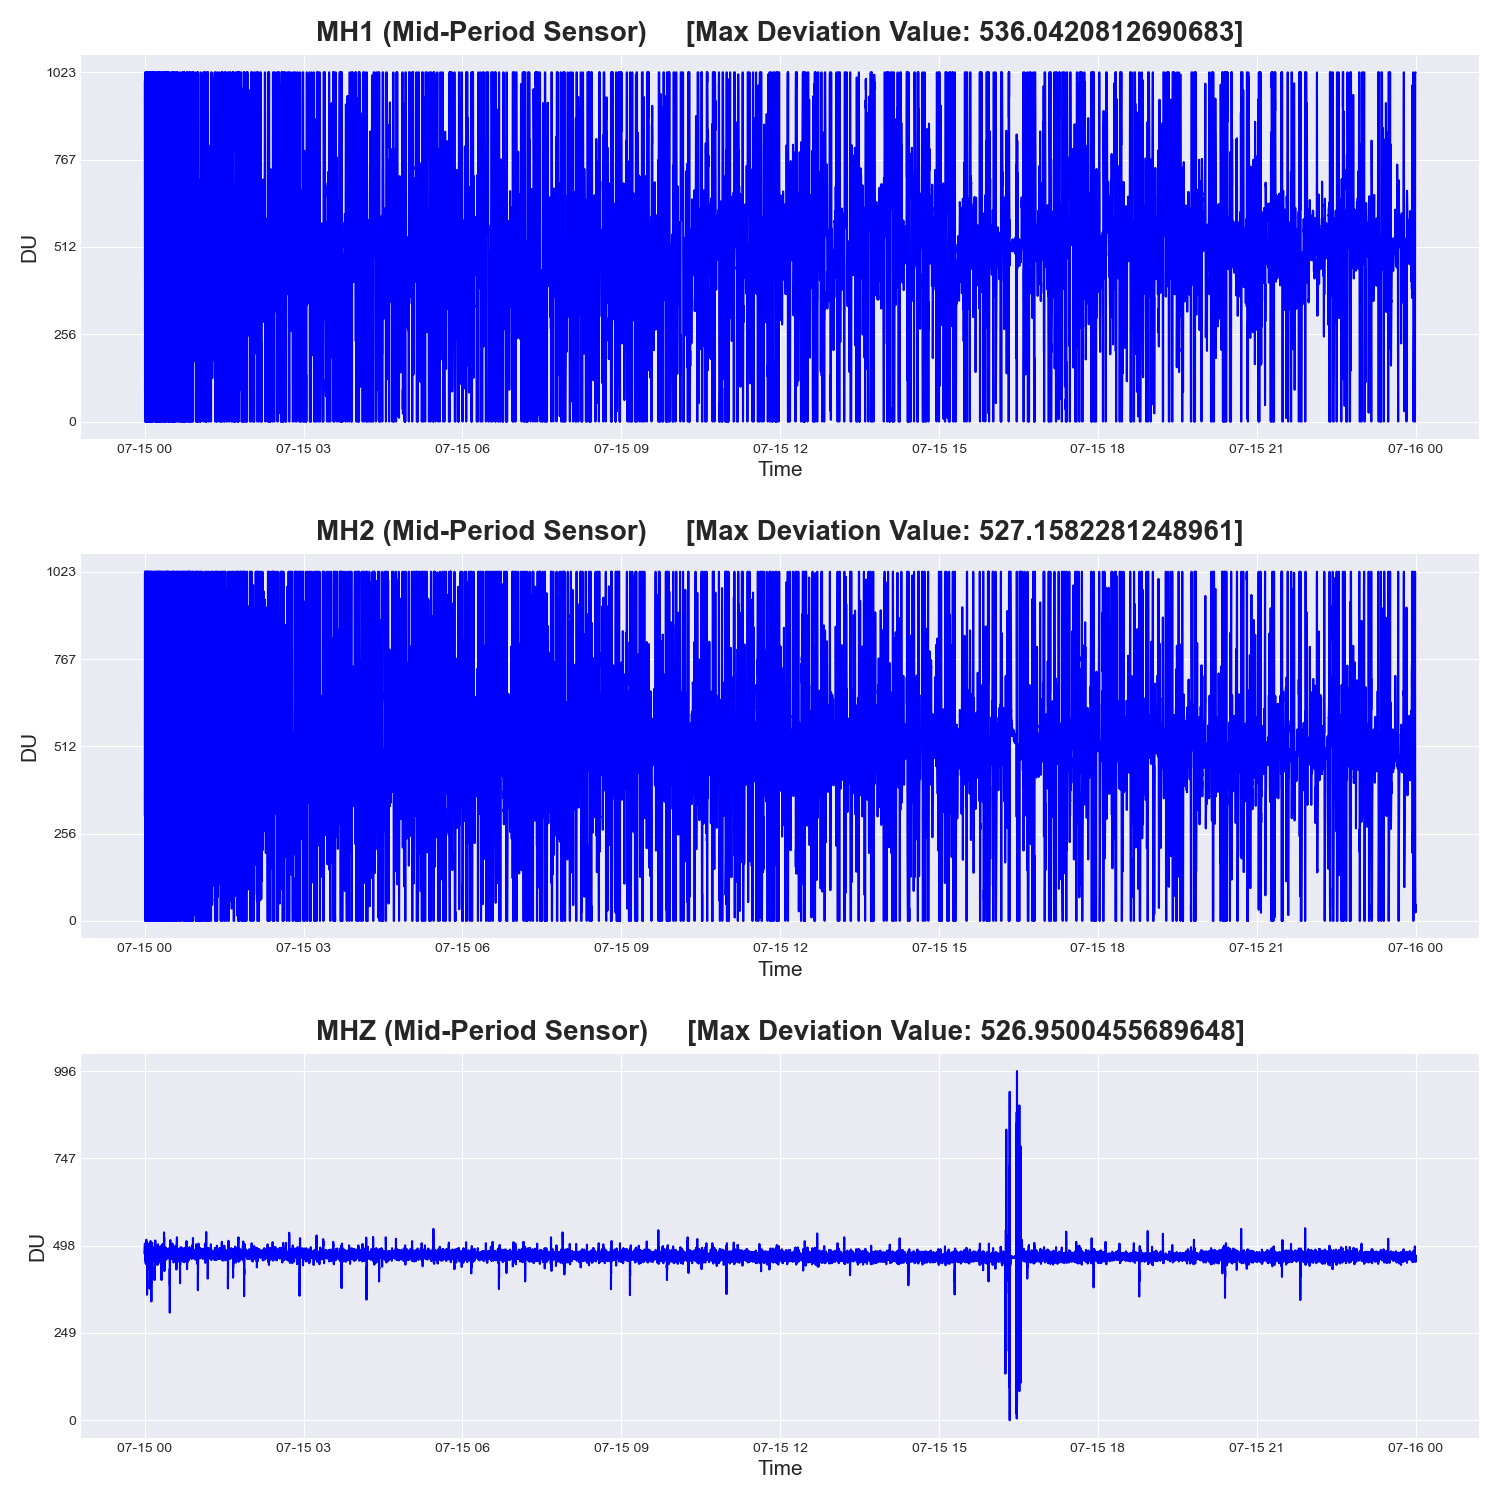 MH1 (Mid-Period Sensor) [Max Deviation Value: 536.0420812690683]
1023
767
512
256
0
DU
07-15 00 07-15 03 07-15 06 07-15 09 07-15 12 07-15 15 07-15 18 07-15 21 07-16 00
Time
MH2 (Mid-Period Sensor) [Max Deviation Value: 527.1582281248961]
1023
767
512
256
0
DU
07-15 00 07-15 03 07-15 06 07-15 09 07-15 12 07-15 15 07-15 18 07-15 21 07-16 00
Time
MHZ (Mid-Period Sensor) [Max Deviation Value: 526.9500455689648]
996
747
498
249
0
DU
07-15 00 07-15 03 07-15 06 07-15 09 07-15 12 07-15 15 07-15 18 07-15 21 07-16 00
Time